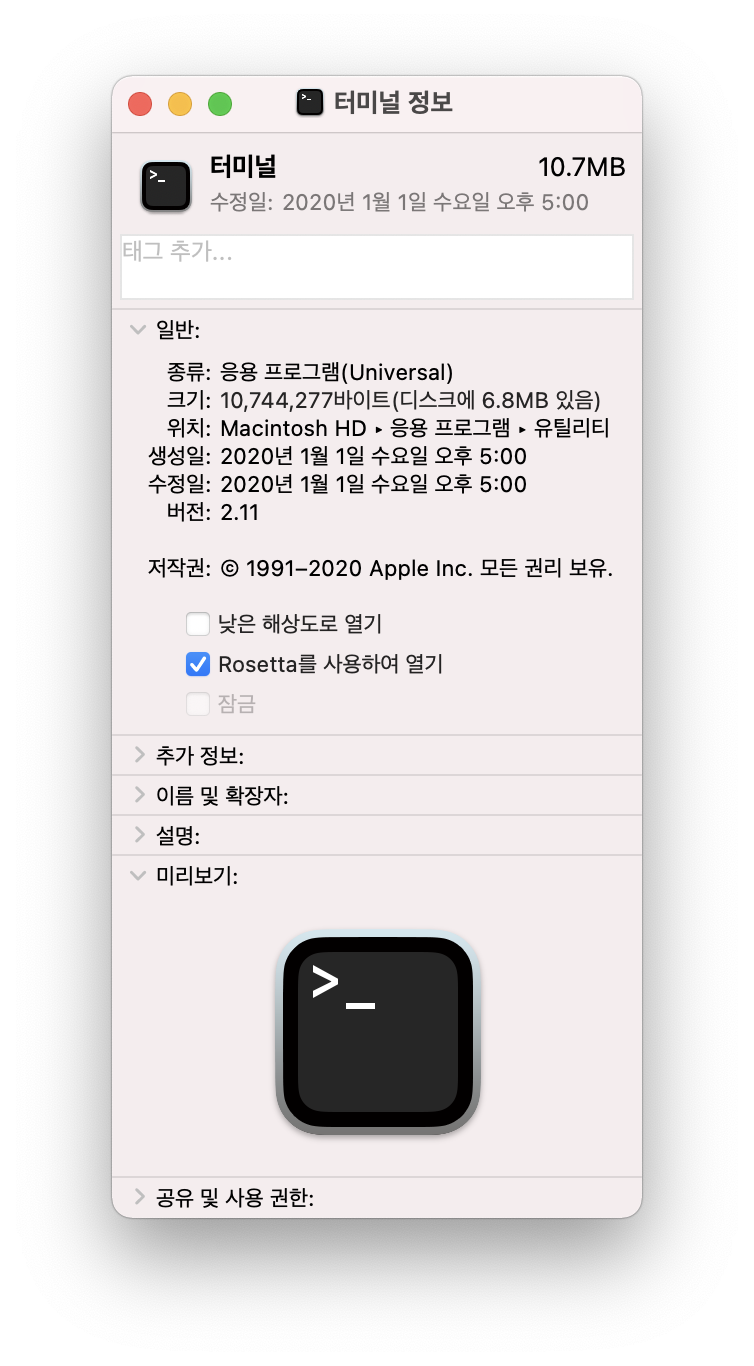 터미널 정보
터미널 10.7MB
수정일: 2020년 1월 1일 수요일 오후 5:00
태그 추가...
일반:
종류: 응용 프로그램(Universal)
크기: 10,744,277바이트(디스크에 6.8MB 있음)
위치: Macintosh HD ▸ 응용 프로그램 ▸ 유틸리티
생성일: 2020년 1월 1일 수요일 오후 5:00
수정일: 2020년 1월 1일 수요일 오후 5:00
버전: 2.11
저작권: © 1991–2020 Apple Inc. 모든 권리 보유.
낮은 해상도로 열기
Rosetta를 사용하여 열기
잠금
추가 정보:
이름 및 확장자:
설명:
미리보기:
>_
공유 및 사용 권한: